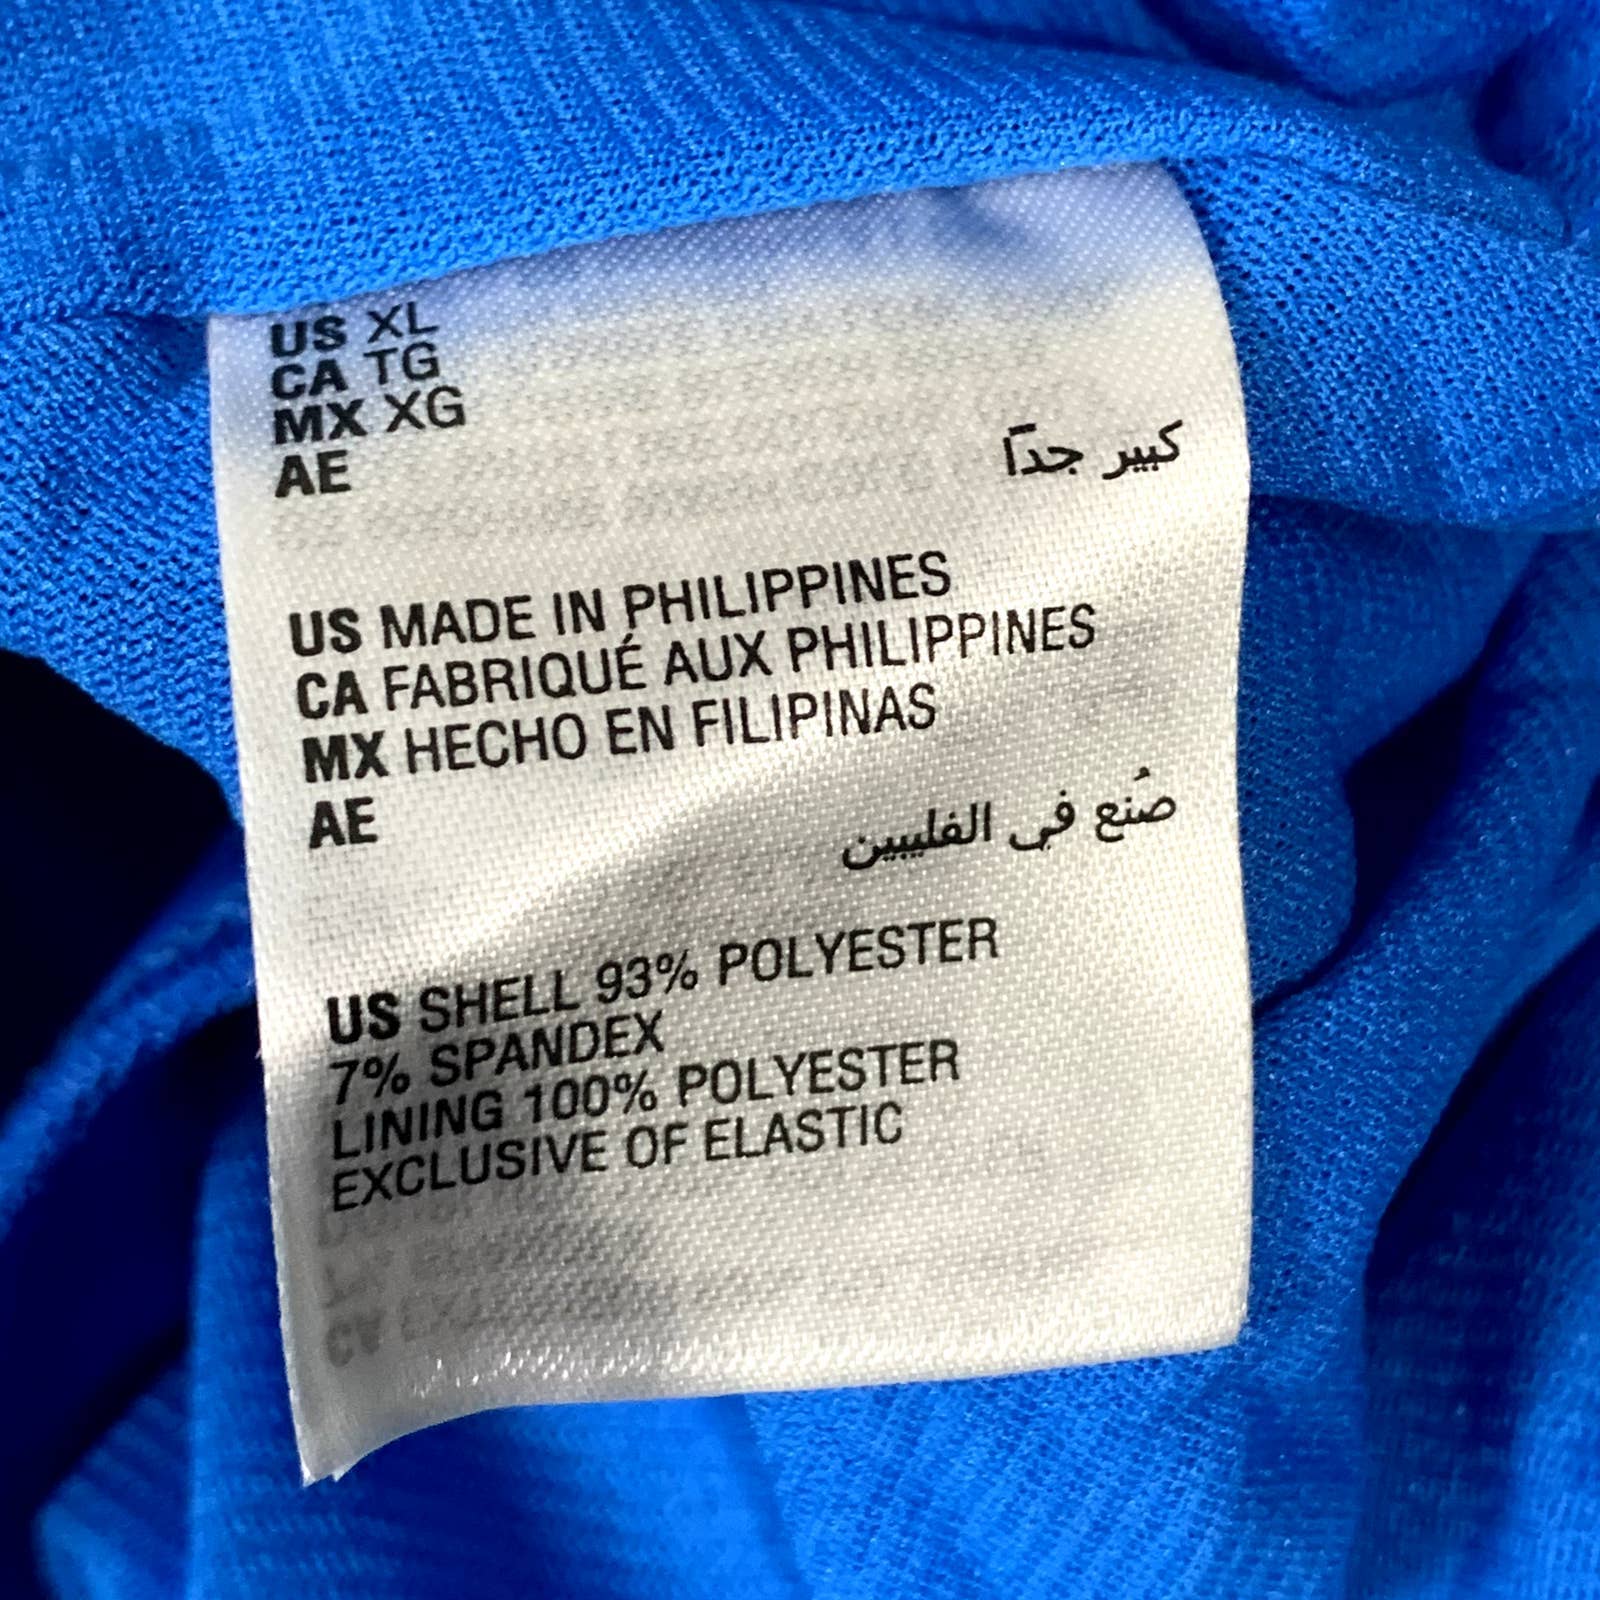 US XL
CA TG
MX XG
AE
كبير جدًا
US MADE IN PHILIPPINES
CA FABRIQUÉ AUX PHILIPPINES
MX HECHO EN FILIPINAS
AE
صُنع في الفلبين
US SHELL 93% POLYESTER
7% SPANDEX
LINING 100% POLYESTER
EXCLUSIVE OF ELASTIC